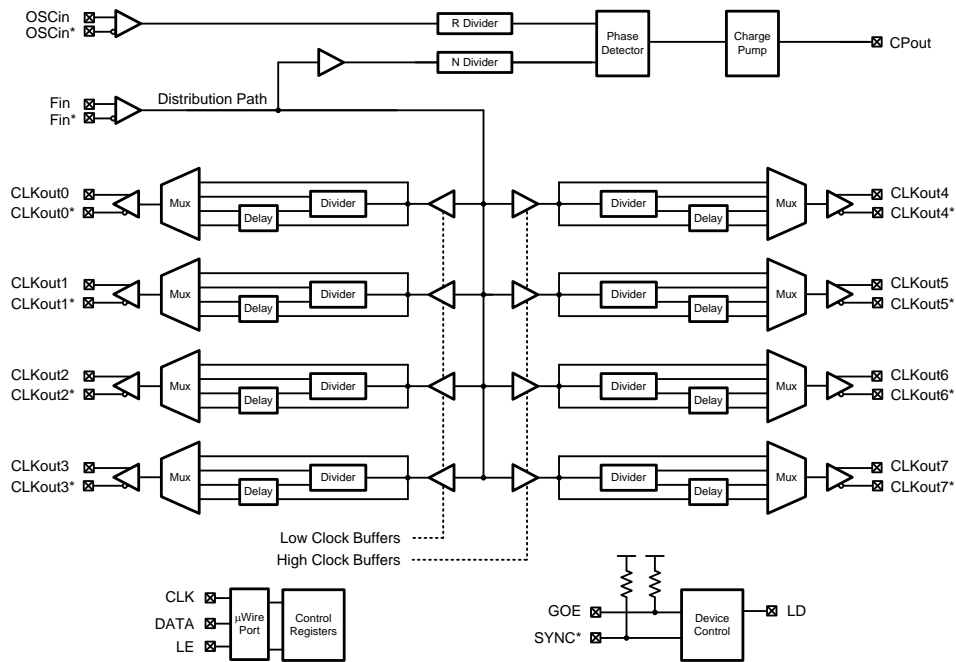 OSCin
OSCin*
R Divider
N Divider
Phase
Detector
Charge
Pump
CPout
Fin
Fin*
Distribution Path
CLKout0
CLKout0*
Mux
Delay
Divider
Divider
Delay
Mux
CLKout4
CLKout4*
CLKout1
CLKout1*
Mux
Delay
Divider
Divider
Delay
Mux
CLKout5
CLKout5*
CLKout2
CLKout2*
Mux
Delay
Divider
Divider
Delay
Mux
CLKout6
CLKout6*
CLKout3
CLKout3*
Mux
Delay
Divider
Divider
Delay
Mux
CLKout7
CLKout7*
Low Clock Buffers
High Clock Buffers
CLK
DATA
LE
μWire
Port
Control
Registers
GOE
SYNC*
Device
Control
LD